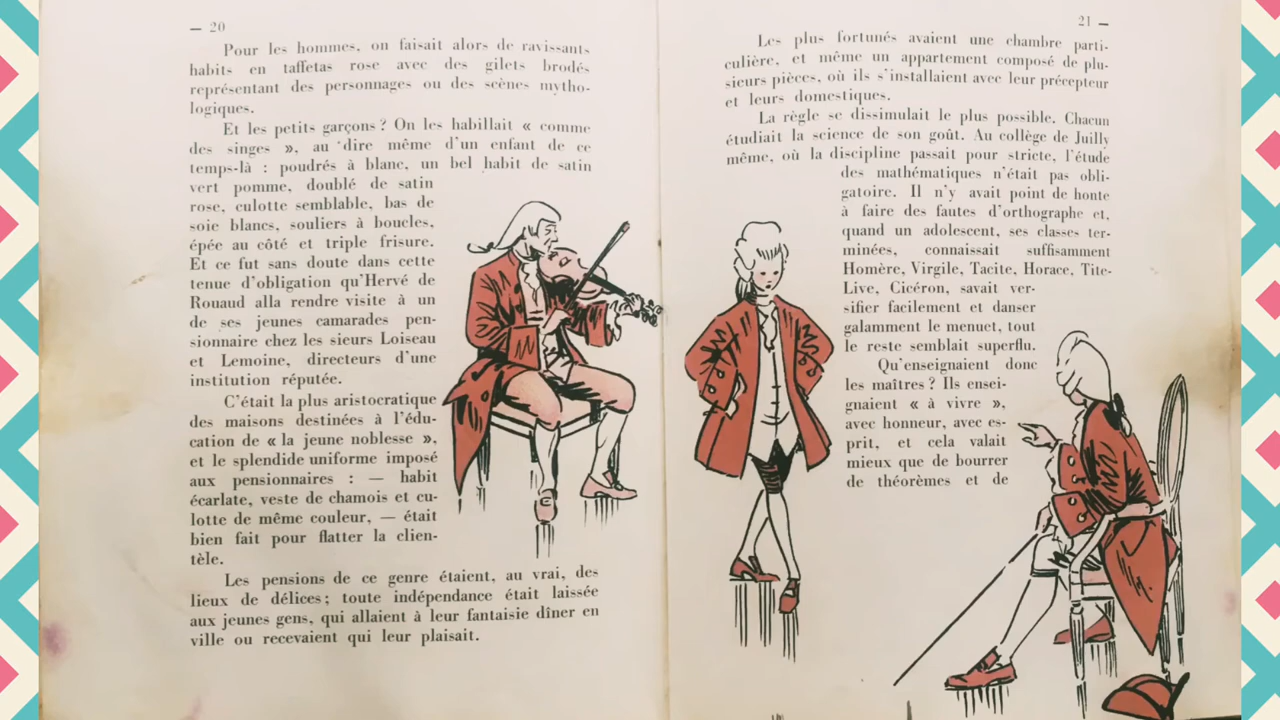 — 20
Pour les hommes, on faisait alors de ravissants
habits en taffetas rose avec des gilets brodés
représentant des personnages ou des scènes mytho-
logiques.
Et les petits garçons ? On les habillait « comme
des singes », au dire même d'un enfant de ce
temps-là : poudrés à blanc, un bel habit de satin
vert pomme, doublé de satin
rose, culotte semblable, bas de
soie blancs, souliers à boucles,
épée au côté et triple frisure.
Et ce fut sans doute dans cette
tenue d'obligation qu'Hervé de
Rouaud alla rendre visite à un
de ses jeunes camarades pen-
sionnaire chez les sieurs Loiseau
et Lemoine, directeurs d'une
institution réputée.
C'était la plus aristocratique
des maisons destinées à l'édu-
cation de « la jeune noblesse »,
et le splendide uniforme imposé
aux pensionnaires : — habit
écarlate, veste de chamois et cu-
lotte de même couleur, — était
bien fait pour flatter la clien-
tèle.
Les pensions de ce genre étaient, au vrai, des
lieux de délices ; toute indépendance était laissée
aux jeunes gens, qui allaient à leur fantaisie dîner en
ville ou recevaient qui leur plaisait.
21 —
Les plus fortunés avaient une chambre parti-
culière, et même un appartement composé de plu-
sieurs pièces, où ils s'installaient avec leur précepteur
et leurs domestiques.
La règle se dissimulait le plus possible. Chacun
étudiait la science de son goût. Au collège de Juilly
même, où la discipline passait pour stricte, l'étude
des mathématiques n'était pas obli-
gatoire. Il n'y avait point de honte
à faire des fautes d'orthographe et,
quand un adolescent, ses classes ter-
minées, connaissait suffisamment
Homère, Virgile, Tacite, Horace, Tite-
Live, Cicéron, savait ver-
sifier facilement et danser
galamment le menuet, tout
le reste semblait superflu.
Qu'enseignaient donc
les maîtres ? Ils ensei-
gnaient « à vivre »,
avec honneur, avec es-
prit, et cela valait
mieux que de bourrer
de théorèmes et de